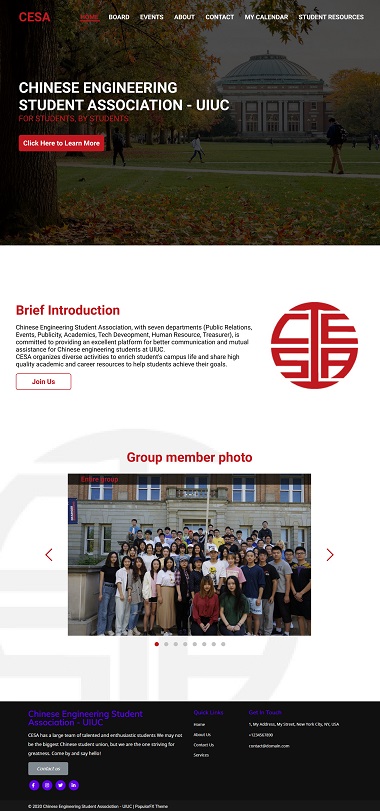 CESA
HOME BOARD EVENTS ABOUT CONTACT MY CALENDAR STUDENT RESOURCES
CHINESE ENGINEERING
STUDENT ASSOCIATION - UIUC
FOR STUDENTS, BY STUDENTS
Click Here to Learn More
Brief Introduction
Chinese Engineering Student Association, with seven departments (Public Relations,
Events, Publicity, Academics, Tech Deveopment, Human Resource, Treasurer), is
committed to providing an excellent platform for better communication and mutual
assistance for Chinese engineering students at UIUC.
CESA organizes diverse activities to enrich student's campus life and share high
quality academic and career resources to help students achieve their goals.
Join Us
CESA
Group member photo
Entire group
Chinese Engineering Student
Association - UIUC
CESA has a large team of talented and enthusiastic students We may not
be the biggest Chinese student union, but we are the one striving for
greatness. Come by and say hello!
Contact us
Quick Links
Home
About Us
Contact Us
Services
Get In Touch
1, My Address, My Street, New York City, NY, USA
+1234567890
contact@domain.com
© 2020 Chinese Engineering Student Association - UIUC | PopularFX Theme